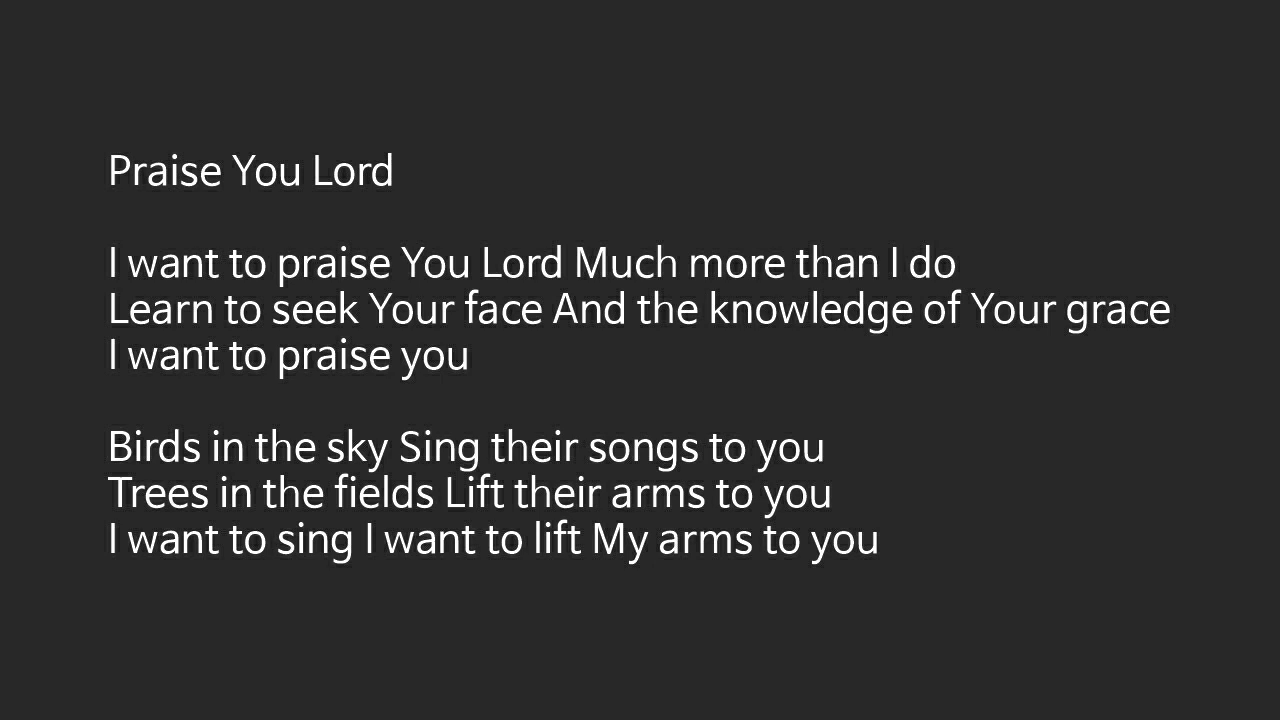 Praise You Lord
I want to praise You Lord Much more than I do
Learn to seek Your face And the knowledge of Your grace
I want to praise you
Birds in the sky Sing their songs to you
Trees in the fields Lift their arms to you
I want to sing I want to lift My arms to you